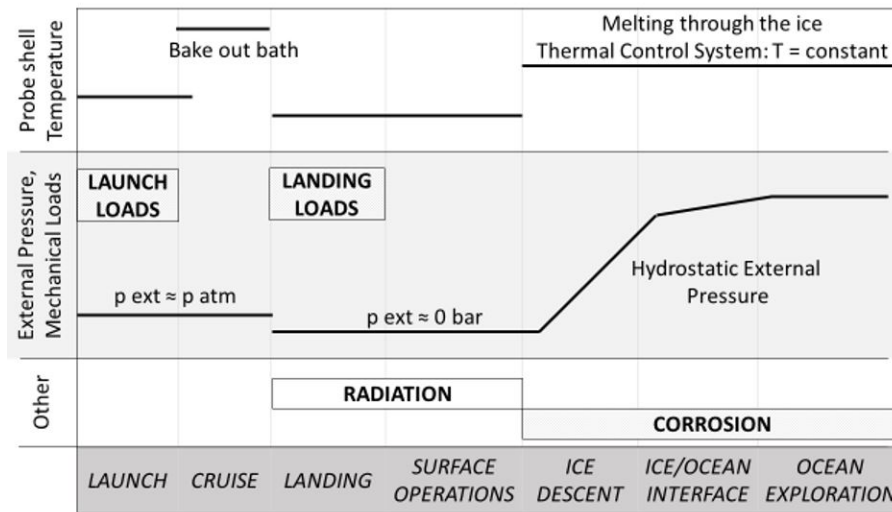 Probe shell
Temperature
Bake out bath
Melting through the ice
Thermal Control System: T = constant
External Pressure,
Mechanical Loads
LAUNCH
LOADS
LANDING
LOADS
p ext ≈ p atm
p ext ≈ 0 bar
Hydrostatic External
Pressure
Other
RADIATION
CORROSION
LAUNCH
CRUISE
LANDING
SURFACE
OPERATIONS
ICE
DESCENT
ICE/OCEAN
INTERFACE
OCEAN
EXPLORATION